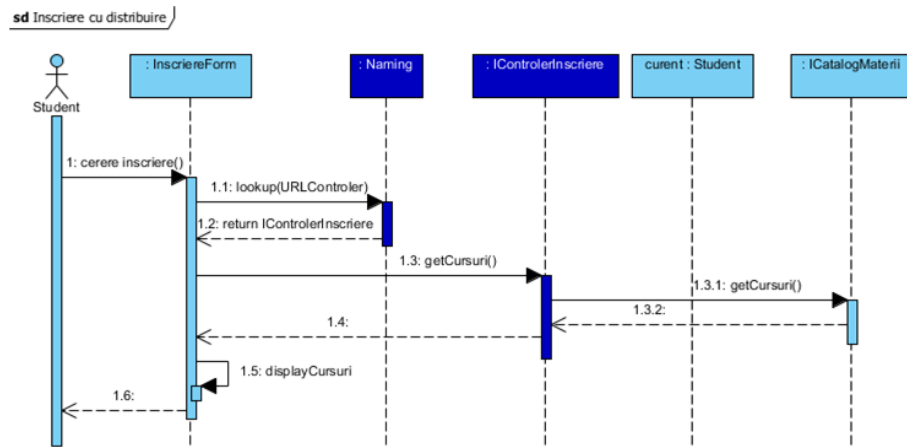 sd Inscriere cu distribuire
: InscriereForm
: Naming
: IControlerInscriere
curent : Student
: ICatalogMaterii
Student
1: cerere inscriere()
1.1: lookup(URLControler)
1.2: return IControlerInscriere
1.3: getCursuri()
1.3.1: getCursuri()
1.3.2:
1.4:
1.5: displayCursuri
1.6: